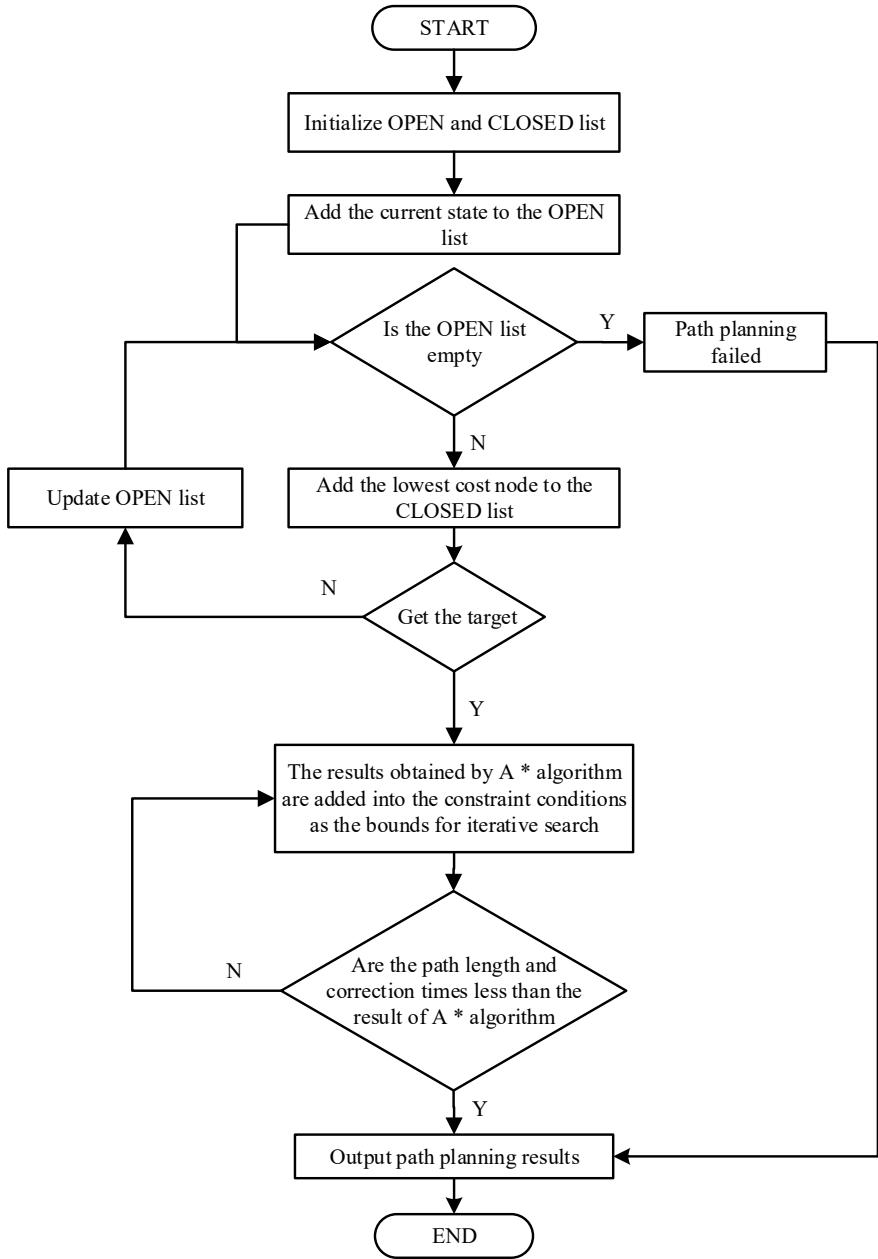 START
Initialize OPEN and CLOSED list
Add the current state to the OPEN
list
Is the OPEN list
empty
Y
Path planning
failed
N
Update OPEN list
Add the lowest cost node to the
CLOSED list
N
Get the target
Y
The results obtained by A * algorithm
are added into the constraint conditions
as the bounds for iterative search
N
Are the path length and
correction times less than the
result of A * algorithm
Y
Output path planning results
END